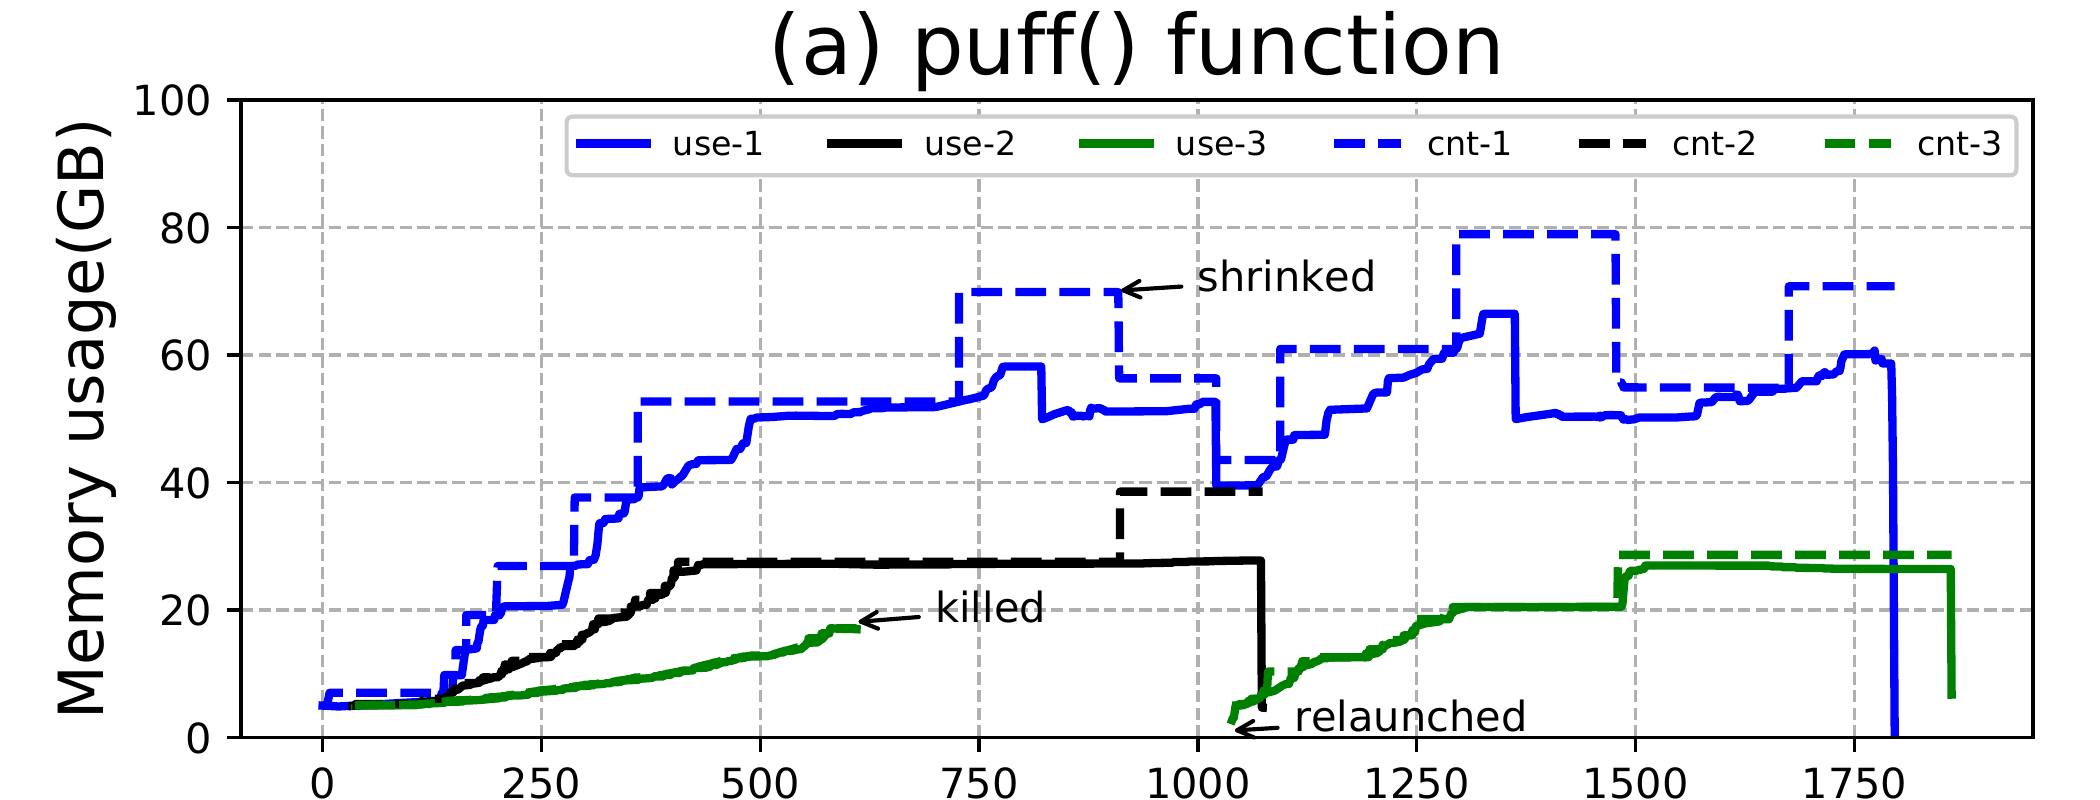 (a) puff() function
Memory usage(GB)
100
80
60
40
20
0
use-1 use-2 use-3 cnt-1 cnt-2 cnt-3
shrinked
killed
relaunched
0 250 500 750 1000 1250 1500 1750